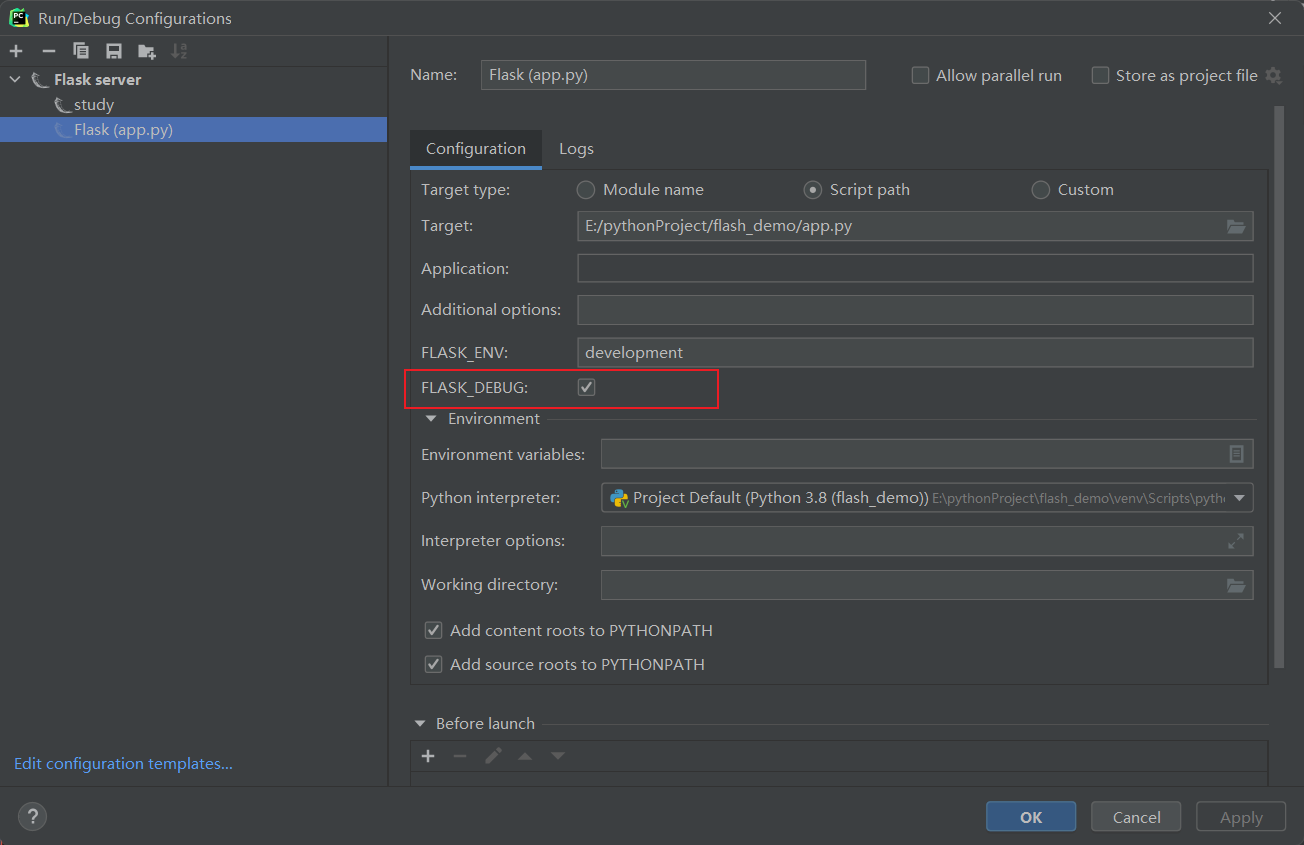 Run/Debug Configurations
Flask server
study
Flask (app.py)
Edit configuration templates...
Name: Flask (app.py) Allow parallel run Store as project file
Configuration Logs
Target type: Module name Script path Custom
Target: E:/pythonProject/flash_demo/app.py
Application:
Additional options:
FLASK_ENV: development
FLASK_DEBUG:
Environment
Environment variables:
Python interpreter: Project Default (Python 3.8 (flash_demo)) E:\pythonProject\flash_demo\venv\Scripts\pyth
Interpreter options:
Working directory:
Add content roots to PYTHONPATH
Add source roots to PYTHONPATH
Before launch
? OK Cancel Apply